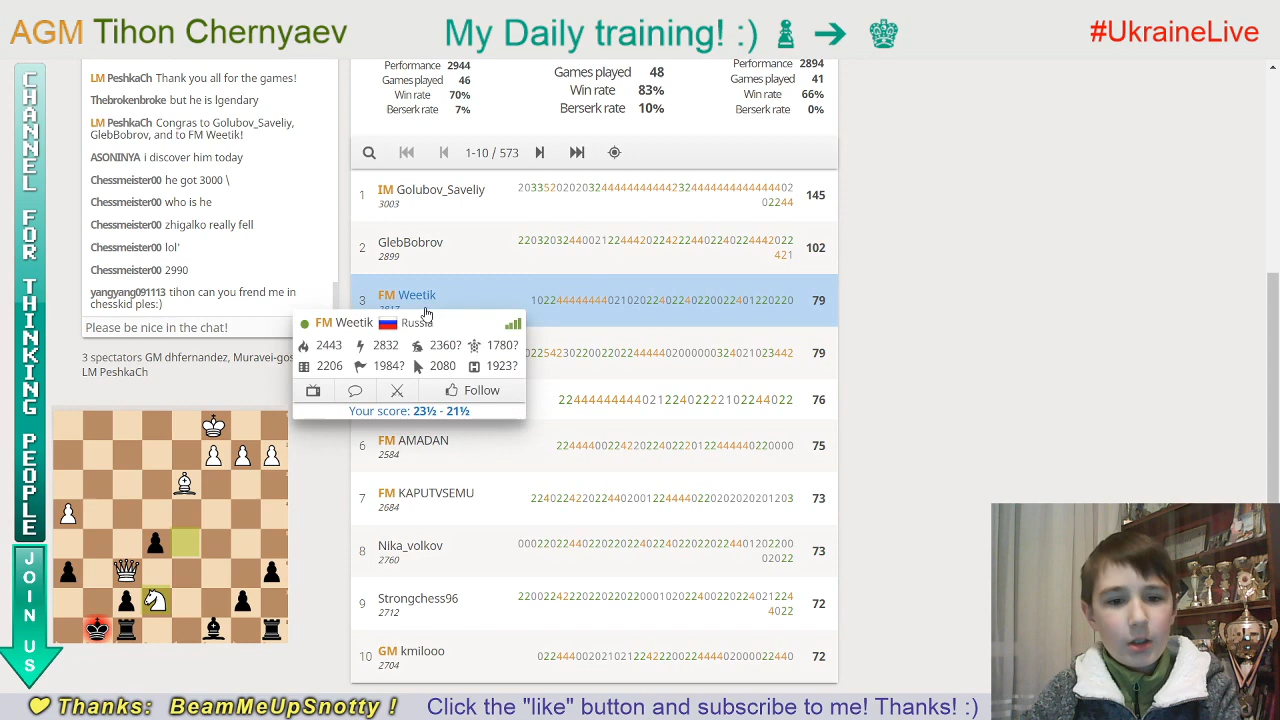 AGM Tihon Chernyaev
My Daily training! :)
#UkraineLive
CHANNEL FOR THINKING PEOPLE
JOIN US
LM PeshkaCh Thank you all for the games!
Thebrokenbroke but he is lgendary
LM PeshkaCh Congras to Golubov_Saveliy,
GlebBobrov, and to FM Weetik!
ASONINYA i discover him today
Chessmeister00 he got 3000 \
Chessmeister00 who is he
Chessmeister00 zhigalko really fell
Chessmeister00 lol'
Chessmeister00 2990
yangyang091113 tihon can you frend me in
chesskid ples:)
Please be nice in the chat!
3 spectators GM dhfernandez, Muravei-gos
LM PeshkaCh
Performance 2944
Games played 46
Win rate 70%
Berserk rate 7%
Games played 48
Win rate 83%
Berserk rate 10%
Performance 2894
Games played 41
Win rate 66%
Berserk rate 0%
1-10 / 573
1 IM Golubov_Saveliy 145
3003
02244
2 GlebBobrov 102
2899
421
3 FM Weetik 79
FM Weetik Russia
2443 2832 2360? 1780?
2206 1984? 2080 1923?
Follow
Your score: 23½ - 21½
79
76
6 FM AMADAN 75
2584
7 FM KAPUTVSEMU 73
2684
8 Nika_volkov 73
2760
02022
9 Strongchess96 72
2712
4022
10 GM kmilooo 72
2704
Thanks: BeamMeUpSnotty !
Click the "like" button and subscribe to me! Thanks! :)